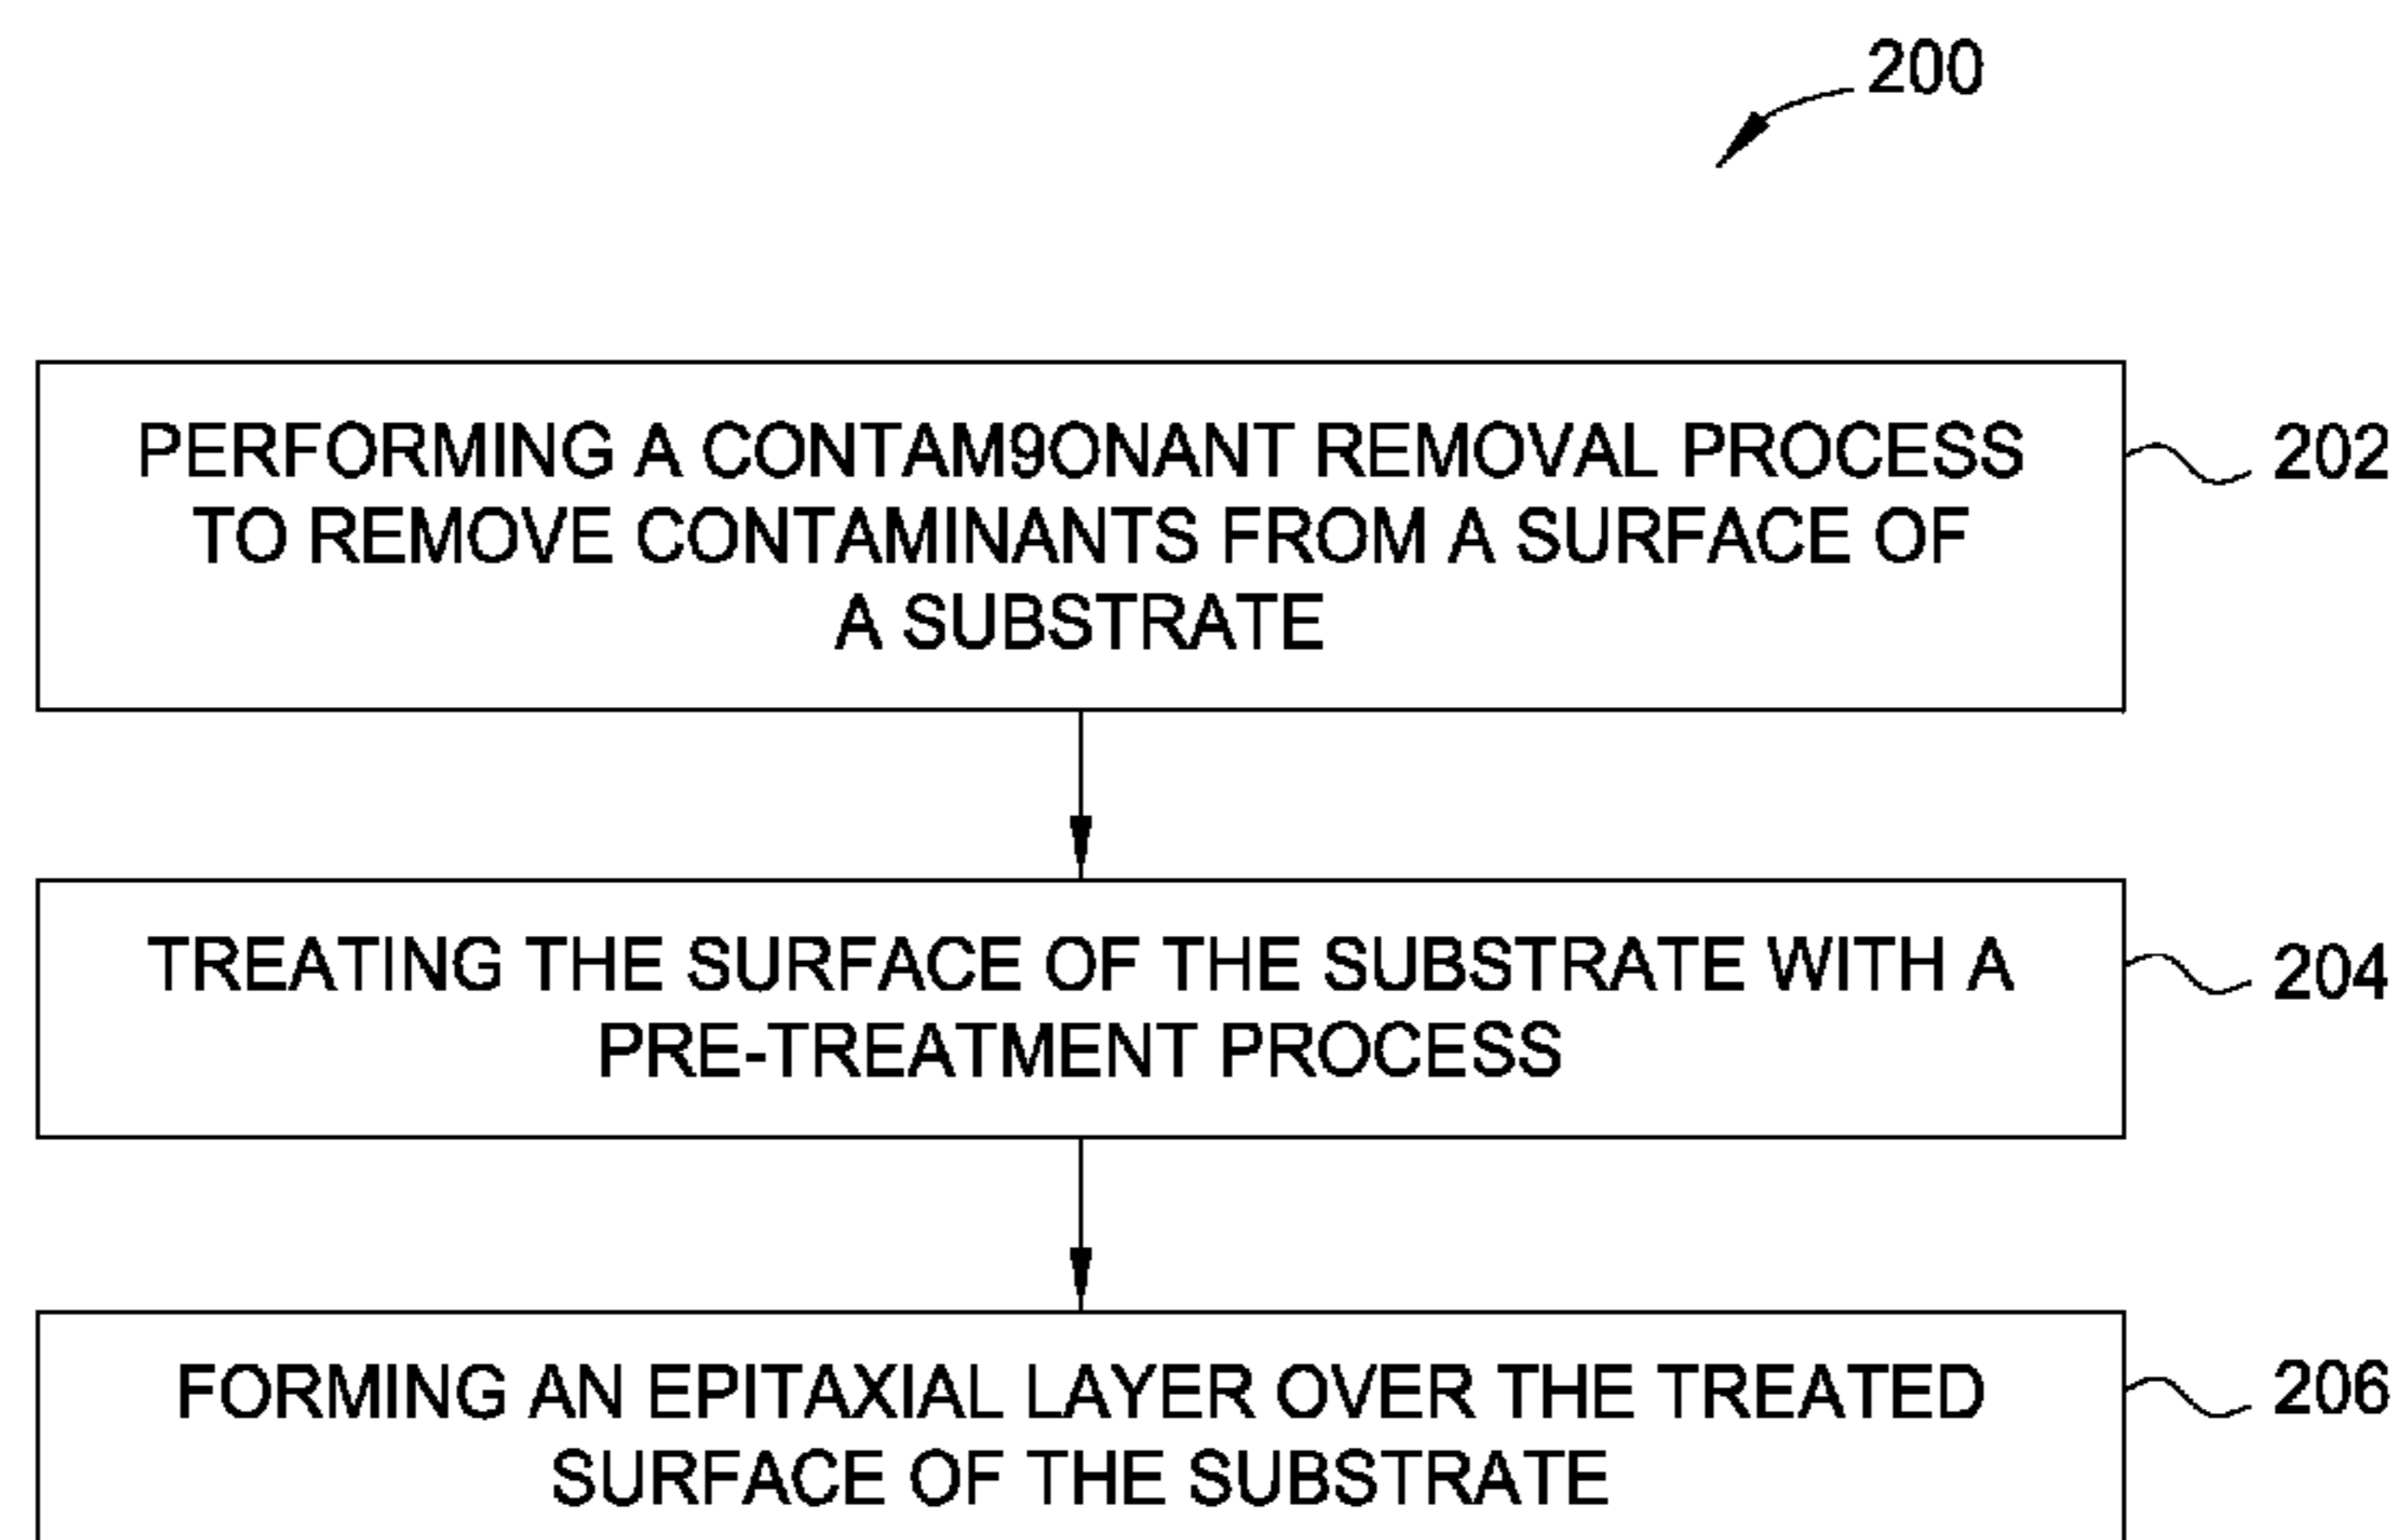 200
PERFORMING A CONTAM9ONANT REMOVAL PROCESS
TO REMOVE CONTAMINANTS FROM A SURFACE OF
A SUBSTRATE
202
TREATING THE SURFACE OF THE SUBSTRATE WITH A
PRE-TREATMENT PROCESS
204
FORMING AN EPITAXIAL LAYER OVER THE TREATED
SURFACE OF THE SUBSTRATE
206